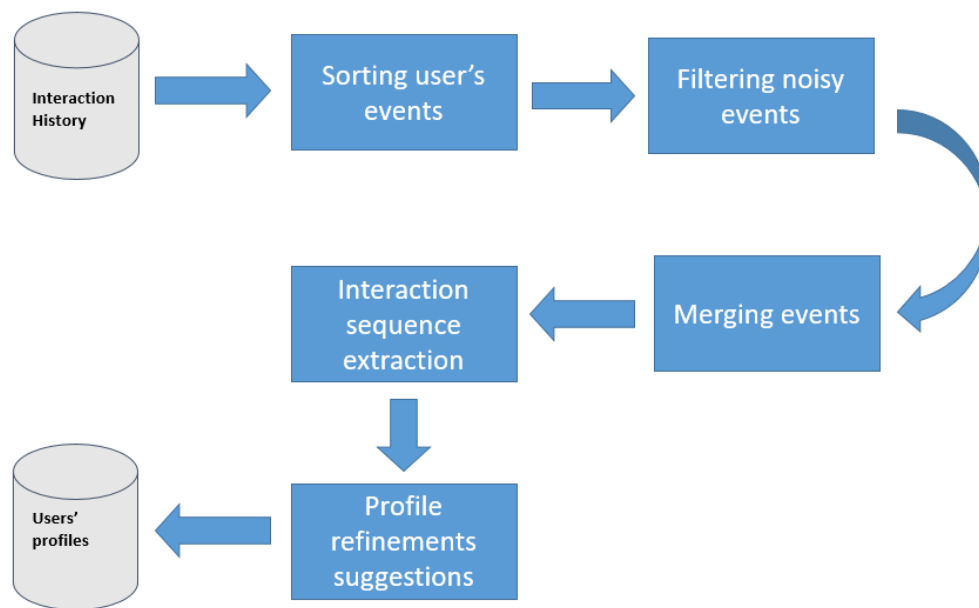 Interaction
History
Sorting user’s
events
Filtering noisy
events
Merging events
Interaction
sequence
extraction
Profile
refinements
suggestions
Users’
profiles